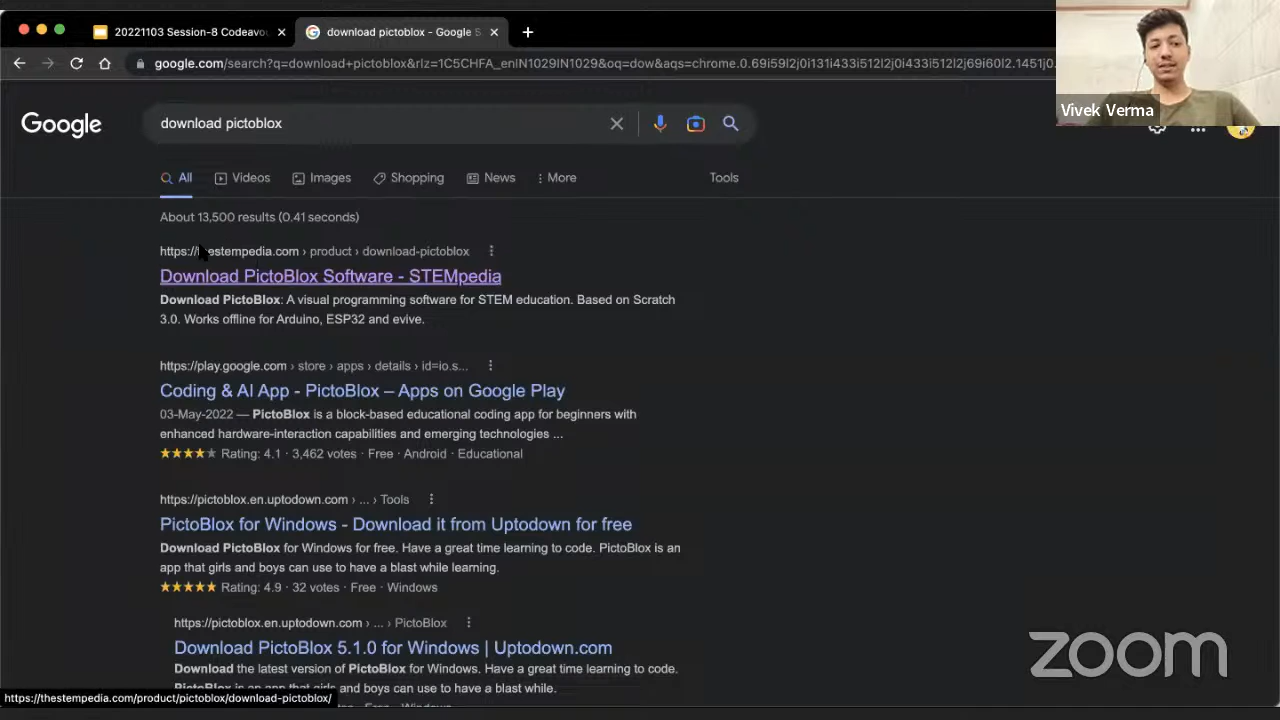 20221103 Session-8 Codeavou
download pictoblox - Google S
google.com/search?q=download+pictoblox&rlz=1C5CHFA_enIN1029IN1029&oq=dow&aqs=chrome.0.69i59l2j0i131i433i512l2j0i433i512l2j69i60l2.1451j0
Vivek Verma
Google
download pictoblox
All Videos Images Shopping News More Tools
About 13,500 results (0.41 seconds)
https://thestempedia.com › product › download-pictoblox
Download PictoBlox Software - STEMpedia
Download PictoBlox: A visual programming software for STEM education. Based on Scratch
3.0. Works offline for Arduino, ESP32 and evive.
https://play.google.com › store › apps › details › id=io.s...
Coding & AI App - PictoBlox – Apps on Google Play
03-May-2022 — PictoBlox is a block-based educational coding app for beginners with
enhanced hardware-interaction capabilities and emerging technologies ...
Rating: 4.1 · 3,462 votes · Free · Android · Educational
https://pictoblox.en.uptodown.com › ... › Tools
PictoBlox for Windows - Download it from Uptodown for free
Download PictoBlox for Windows for free. Have a great time learning to code. PictoBlox is an
app that girls and boys can use to have a blast while learning.
Rating: 4.9 · 32 votes · Free · Windows
https://pictoblox.en.uptodown.com › ... › PictoBlox
Download PictoBlox 5.1.0 for Windows | Uptodown.com
Download the latest version of PictoBlox for Windows. Have a great time learning to code.
PictoBlox is an app that girls and boys can use to have a blast while.
https://thestempedia.com/product/pictoblox/download-pictoblox/
zoom